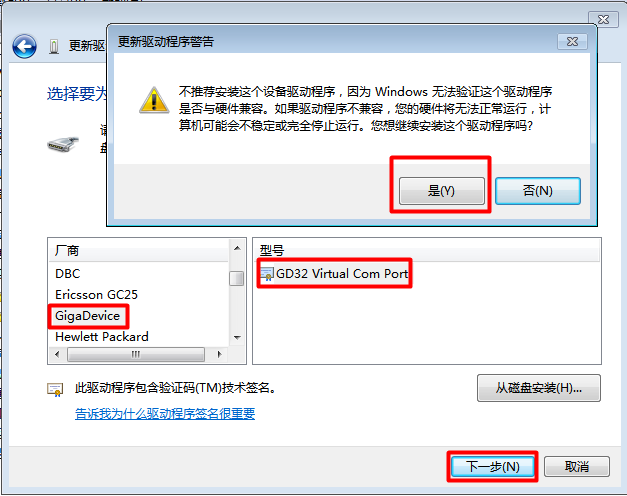 更新驱动
更新驱动程序警告
不推荐安装这个设备驱动程序，因为 Windows 无法验证这个驱动程序
是否与硬件兼容。如果驱动程序不兼容，您的硬件将无法正常运行，计
算机可能会不稳定或完全停止运行。您想继续安装这个驱动程序吗?
是(Y)
否(N)
选择要为
厂商
型号
DBC
Ericsson GC25
GigaDevice
Hewlett Packard
GD32 Virtual Com Port
此驱动程序包含验证码(TM)技术签名。
从磁盘安装(H)...
告诉我为什么驱动程序签名很重要
下一步(N)
取消